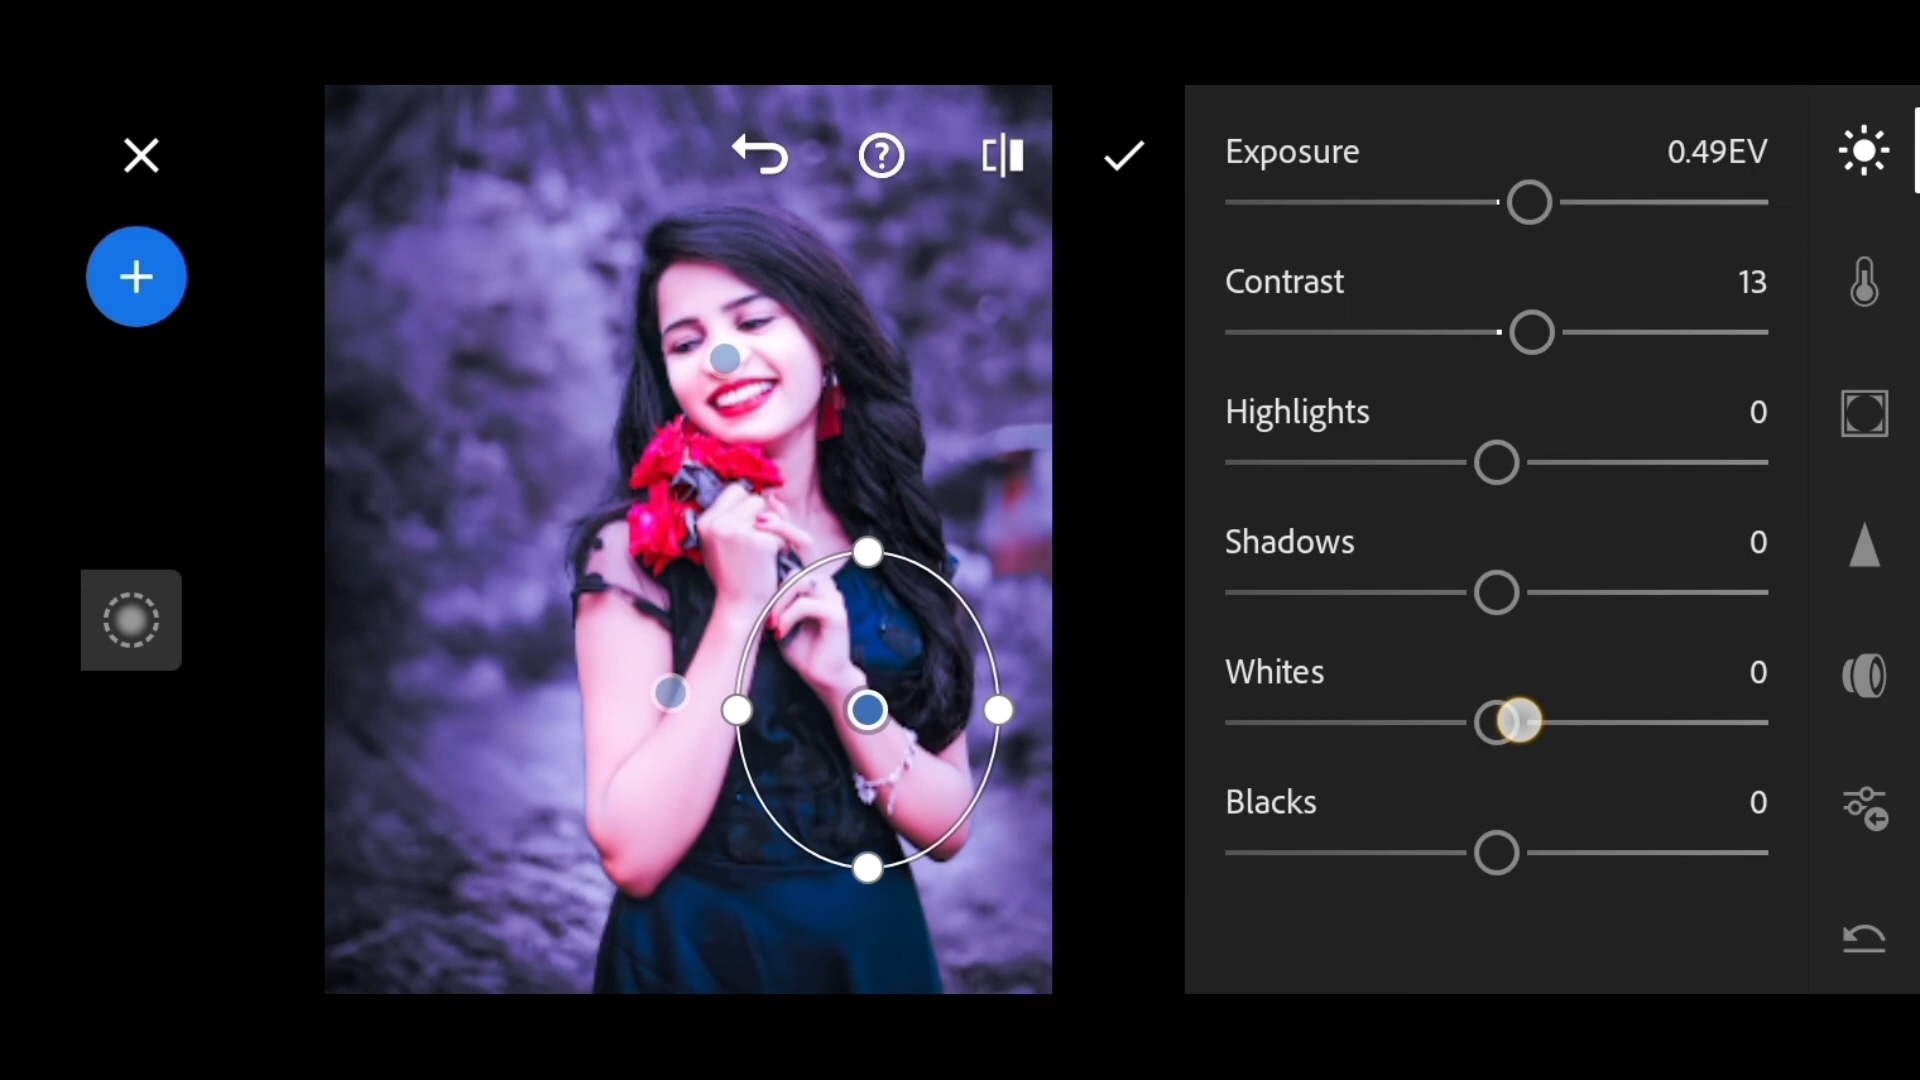 Exposure 0.49EV
Contrast 13
Highlights 0
Shadows 0
Whites 0
Blacks 0